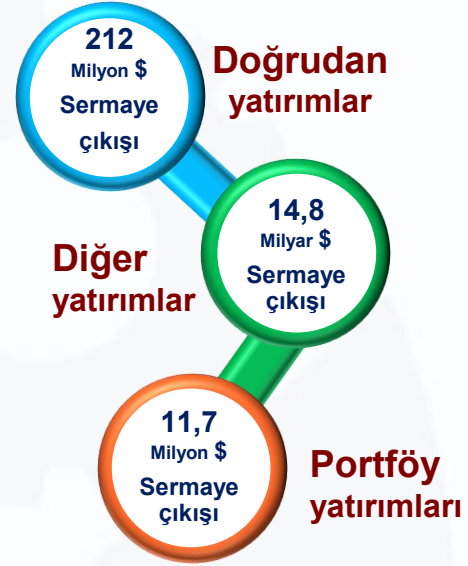 212
Milyon $
Sermaye
çıkışı
Doğrudan
yatırımlar
14,8
Milyar $
Sermaye
çıkışı
Diğer
yatırımlar
11,7
Milyon $
Sermaye
çıkışı
Portföy
yatırımları